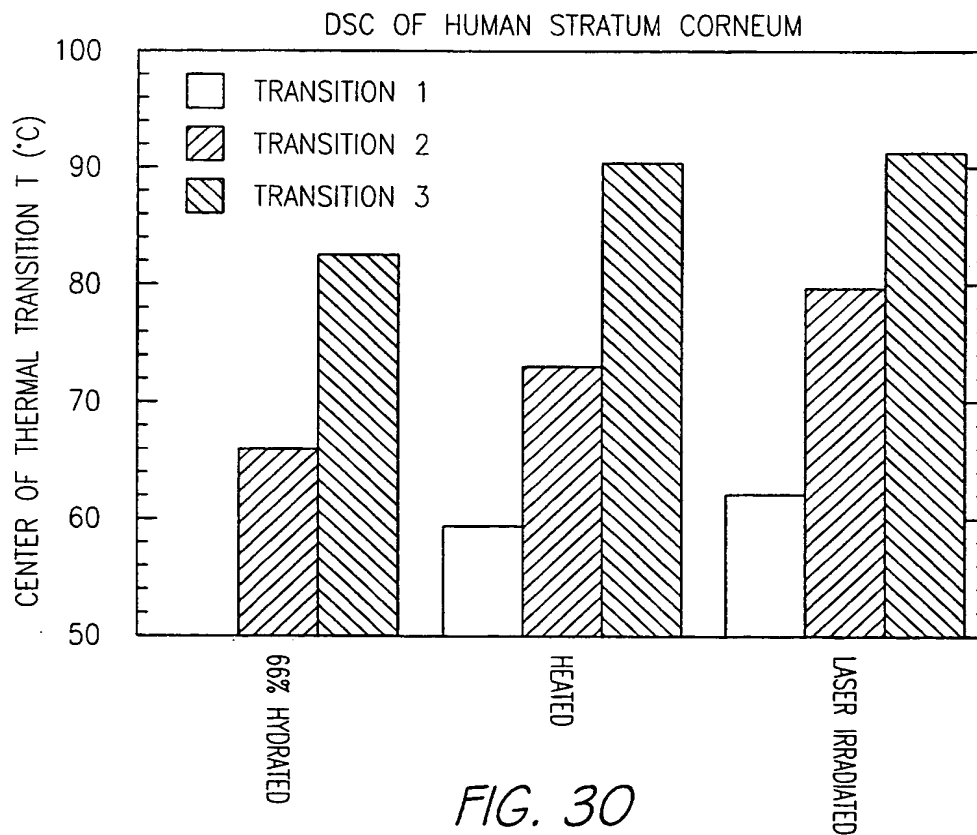 DSC OF HUMAN STRATUM CORNEUM
CENTER OF THERMAL TRANSITION T (°C)
100
90
80
70
60
50
TRANSITION 1
TRANSITION 2
TRANSITION 3
66% HYDRATED
HEATED
LASER IRRADIATED
FIG. 30